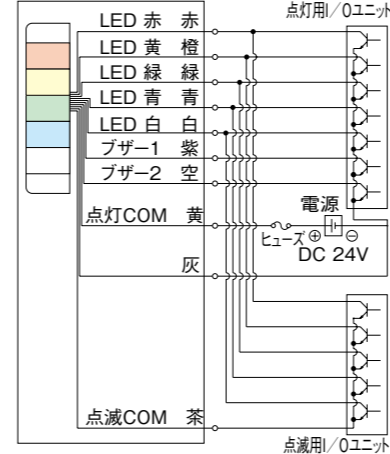 点灯用I/Oユニット
LED 赤 赤
LED 黄 橙
LED 緑 緑
LED 青 青
LED 白 白
ブザー1 紫
ブザー2 空
電源
点灯COM 黄
ヒューズ ⊕ ⊖
DC 24V
灰
点滅COM 茶
点滅用I/Oユニット